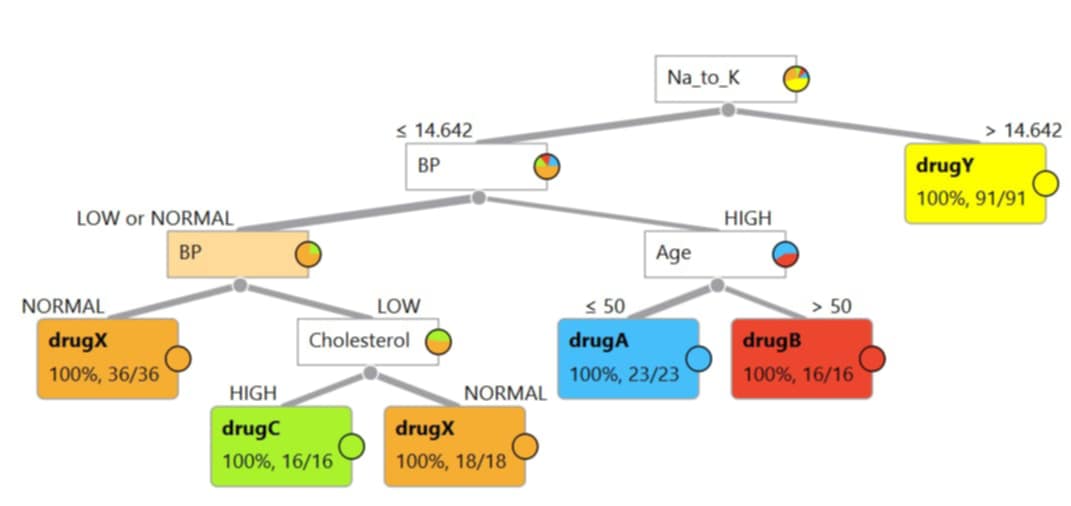 Na_to_K
≤ 14.642
> 14.642
BP
drugY
100%, 91/91
LOW or NORMAL
HIGH
BP
Age
NORMAL
LOW
≤ 50
> 50
drugX
100%, 36/36
Cholesterol
drugA
100%, 23/23
drugB
100%, 16/16
HIGH
NORMAL
drugC
100%, 16/16
drugX
100%, 18/18